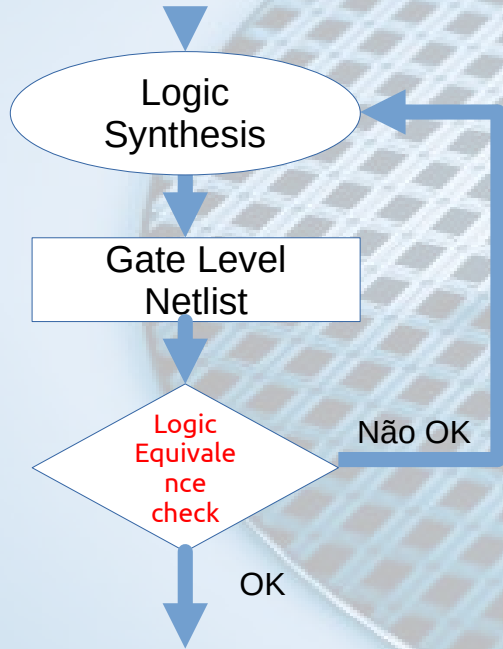 Logic
Synthesis
Gate Level
Netlist
Logic
Equivale
nce
check
Não OK
OK